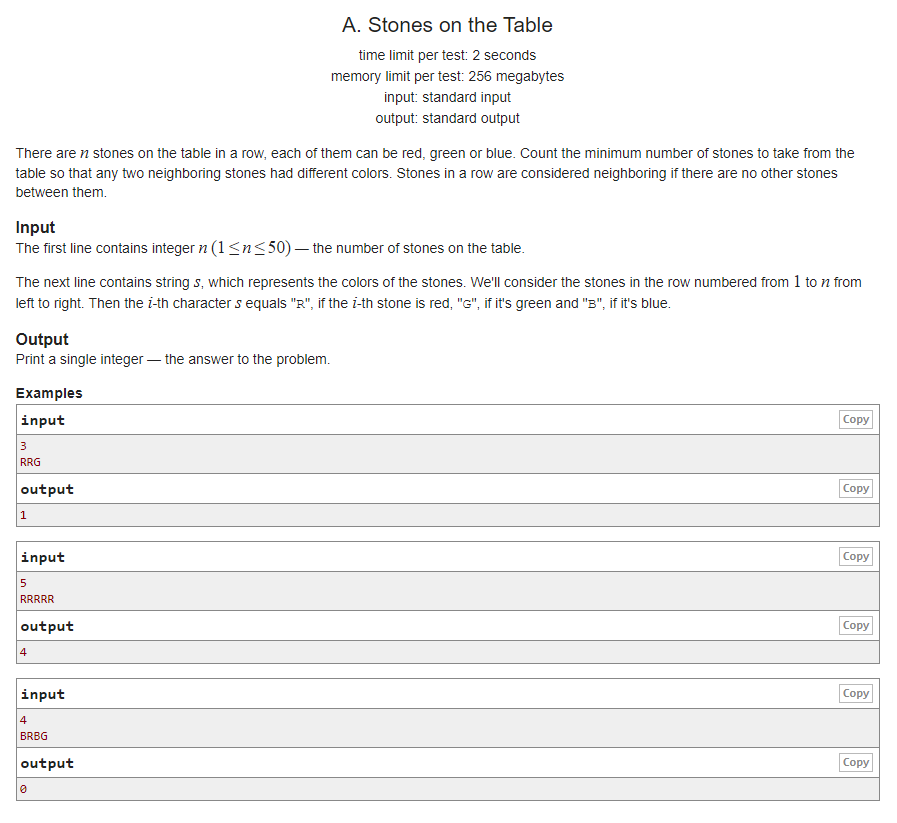 A. Stones on the Table
time limit per test: 2 seconds
memory limit per test: 256 megabytes
input: standard input
output: standard output
There are n stones on the table in a row, each of them can be red, green or blue. Count the minimum number of stones to take from the
table so that any two neighboring stones had different colors. Stones in a row are considered neighboring if there are no other stones
between them.
Input
The first line contains integer n (1 ≤ n ≤ 50) — the number of stones on the table.
The next line contains string s, which represents the colors of the stones. We'll consider the stones in the row numbered from 1 to n from
left to right. Then the i-th character s equals "R", if the i-th stone is red, "G", if it's green and "B", if it's blue.
Output
Print a single integer — the answer to the problem.
Examples
input Copy
3
RRG
output Copy
1
input Copy
5
RRRRR
output Copy
4
input Copy
4
BRBG
output Copy
0